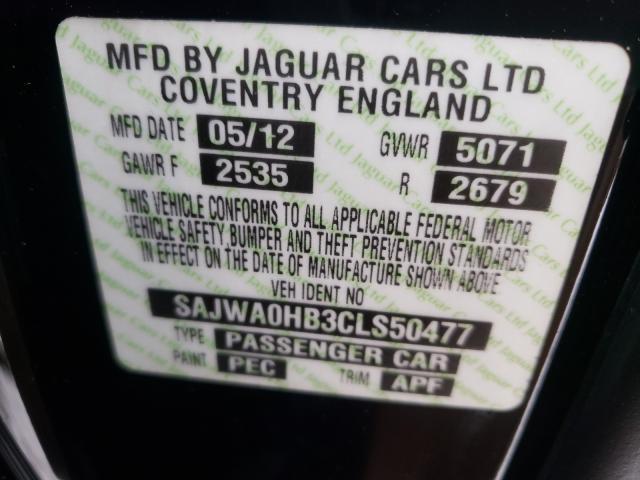 MFD BY JAGUAR CARS LTD
COVENTRY ENGLAND
MFD DATE 05/12 GVWR 5071
GAWR F 2535 R 2679
THIS VEHICLE CONFORMS TO ALL APPLICABLE FEDERAL MOTOR
VEHICLE SAFETY, BUMPER AND THEFT PREVENTION STANDARDS
IN EFFECT ON THE DATE OF MANUFACTURE SHOWN ABOVE
VEH IDENT NO
SAJWA0HB3CLS50477
TYPE PASSENGER CAR
PAINT PEC TRIM APF